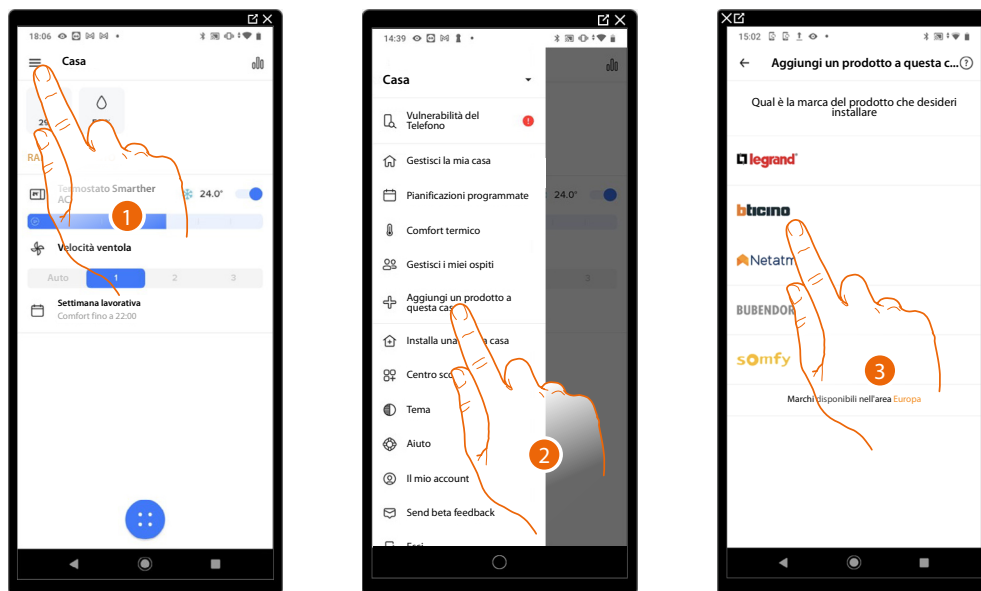 18:06
Casa
29
RA
Termostato Smarther
AC
24.0°
1
Velocità ventola
Auto
1
2
3
Settimana lavorativa
Comfort fino a 22:00
14:39
Casa
Vulnerabilità del
Telefono
Gestisci la mia casa
Pianificazioni programmate
24.0°
Comfort termico
Gestisci i miei ospiti
3
Aggiungi un prodotto a
questa cas
Installa una casa
Centro sco
Tema
Aiuto
2
Il mio account
Send beta feedback
15:02
Aggiungi un prodotto a questa c... ?
Qual è la marca del prodotto che desideri
installare
legrand
bticino
Netatm
BUBENDOR
somfy
3
Marchi disponibili nell'area Europa